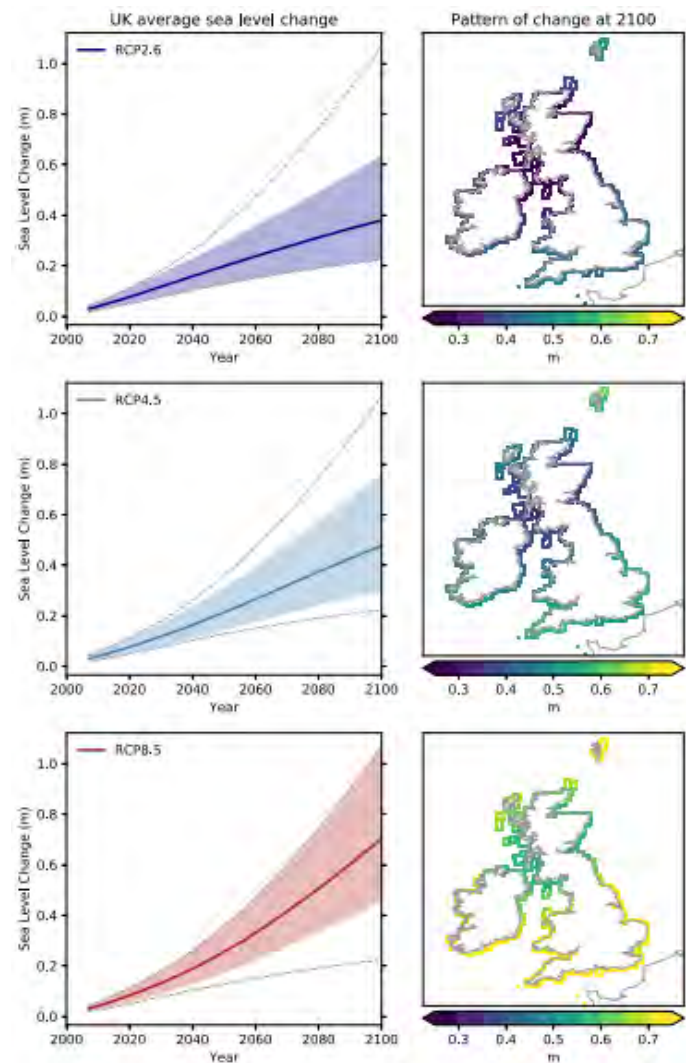 UK average sea level change
Pattern of change at 2100
RCP2.6
Sea Level Change (m)
1.0
0.8
0.6
0.4
0.2
0.0
2000 2020 2040 2060 2080 2100
Year
0.3 0.4 0.5 0.6 0.7
m
RCP4.5
Sea Level Change (m)
1.0
0.8
0.6
0.4
0.2
0.0
2000 2020 2040 2060 2080 2100
Year
0.3 0.4 0.5 0.6 0.7
m
RCP8.5
Sea Level Change (m)
1.0
0.8
0.6
0.4
0.2
0.0
2000 2020 2040 2060 2080 2100
Year
0.3 0.4 0.5 0.6 0.7
m